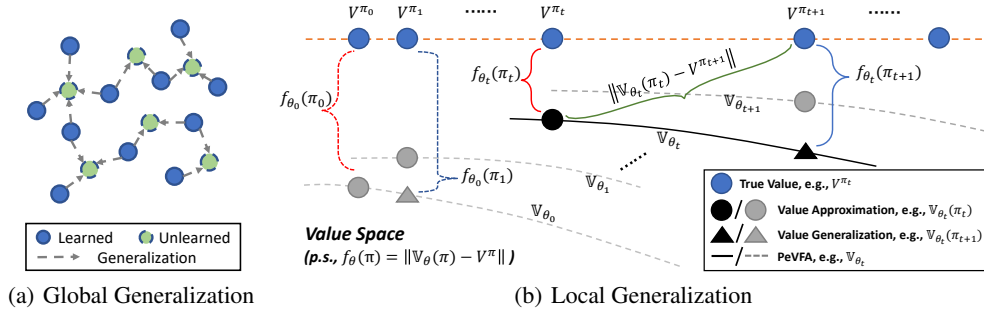 Learned
Unlearned
Generalization
(a) Global Generalization
V^{π_0}
V^{π_1}
......
V^{π_t}
V^{π_{t+1}}
......
f_{θ_0}(π_0)
f_{θ_0}(π_1)
f_{θ_t}(π_t)
‖𝕍_{θ_t}(π_t) − V^{π_{t+1}}‖
f_{θ_t}(π_{t+1})
𝕍_{θ_{t+1}}
𝕍_{θ_t}
......
𝕍_{θ_1}
𝕍_{θ_0}
Value Space
(p.s., f_θ(π) = ‖𝕍_θ(π) − V^π‖ )
True Value, e.g., V^{π_t}
/ Value Approximation, e.g., 𝕍_{θ_t}(π_t)
/ Value Generalization, e.g., 𝕍_{θ_t}(π_{t+1})
/ PeVFA, e.g., 𝕍_{θ_t}
(b) Local Generalization